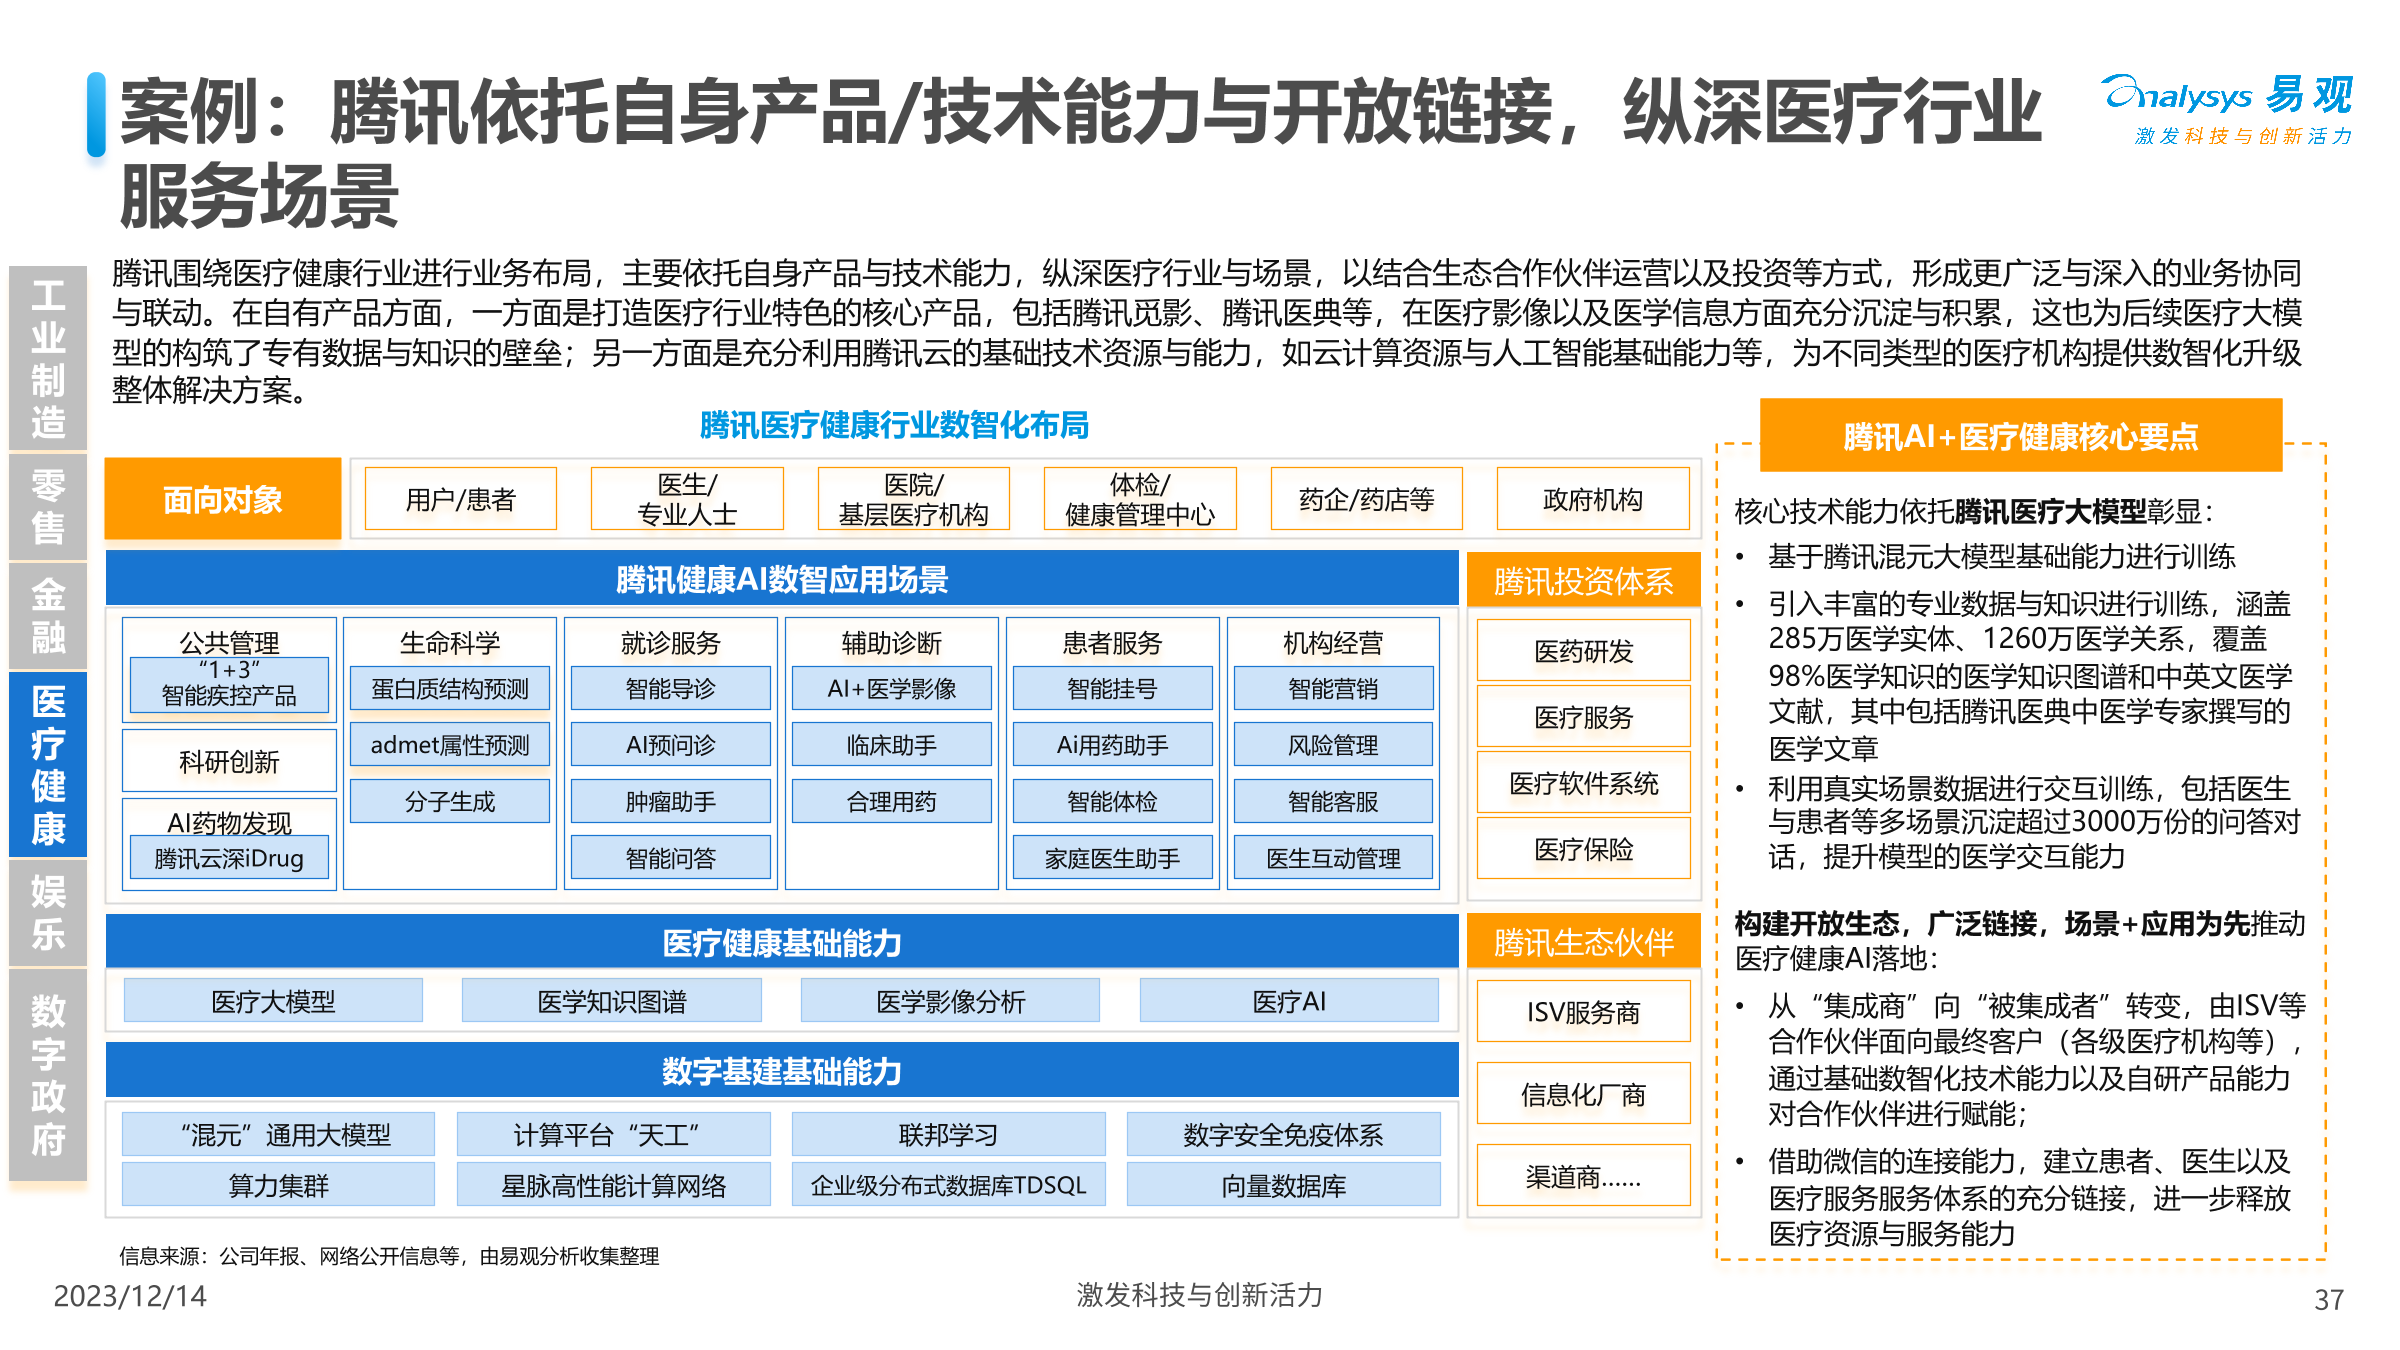 案例：腾讯依托自身产品/技术能力与开放链接，纵深医疗行业
服务场景
analysys 易观
激发科技与创新活力
腾讯围绕医疗健康行业进行业务布局，主要依托自身产品与技术能力，纵深医疗行业与场景，以结合生态合作伙伴运营以及投资等方式，形成更广泛与深入的业务协同
与联动。在自有产品方面，一方面是打造医疗行业特色的核心产品，包括腾讯觅影、腾讯医典等，在医疗影像以及医学信息方面充分沉淀与积累，这也为后续医疗大模
型的构筑了专有数据与知识的壁垒；另一方面是充分利用腾讯云的基础技术资源与能力，如云计算资源与人工智能基础能力等，为不同类型的医疗机构提供数智化升级
整体解决方案。
工业制造
零售
金融
医疗健康
娱乐
数字政府
腾讯医疗健康行业数智化布局
面向对象
用户/患者
医生/
专业人士
医院/
基层医疗机构
体检/
健康管理中心
药企/药店等
政府机构
腾讯健康AI数智应用场景
公共管理
“1+3”
智能疾控产品
科研创新
AI药物发现
腾讯云深iDrug
生命科学
蛋白质结构预测
admet属性预测
分子生成
就诊服务
智能导诊
AI预问诊
肿瘤助手
智能问答
辅助诊断
AI+医学影像
临床助手
合理用药
患者服务
智能挂号
Ai用药助手
智能体检
家庭医生助手
机构经营
智能营销
风险管理
智能客服
医生互动管理
腾讯投资体系
医药研发
医疗服务
医疗软件系统
医疗保险
医疗健康基础能力
医疗大模型
医学知识图谱
医学影像分析
医疗AI
数字基建基础能力
“混元”通用大模型
计算平台“天工”
联邦学习
数字安全免疫体系
算力集群
星脉高性能计算网络
企业级分布式数据库TDSQL
向量数据库
腾讯生态伙伴
ISV服务商
信息化厂商
渠道商……
腾讯AI+医疗健康核心要点
核心技术能力依托腾讯医疗大模型彰显：
• 基于腾讯混元大模型基础能力进行训练
• 引入丰富的专业数据与知识进行训练，涵盖
285万医学实体、1260万医学关系，覆盖
98%医学知识的医学知识图谱和中英文医学
文献，其中包括腾讯医典中医学专家撰写的
医学文章
• 利用真实场景数据进行交互训练，包括医生
与患者等多场景沉淀超过3000万份的问答对
话，提升模型的医学交互能力
构建开放生态，广泛链接，场景+应用为先推动
医疗健康AI落地：
• 从“集成商”向“被集成者”转变，由ISV等
合作伙伴面向最终客户（各级医疗机构等），
通过基础数智化技术能力以及自研产品能力
对合作伙伴进行赋能；
• 借助微信的连接能力，建立患者、医生以及
医疗服务服务体系的充分链接，进一步释放
医疗资源与服务能力
信息来源：公司年报、网络公开信息等，由易观分析收集整理
2023/12/14
激发科技与创新活力
37